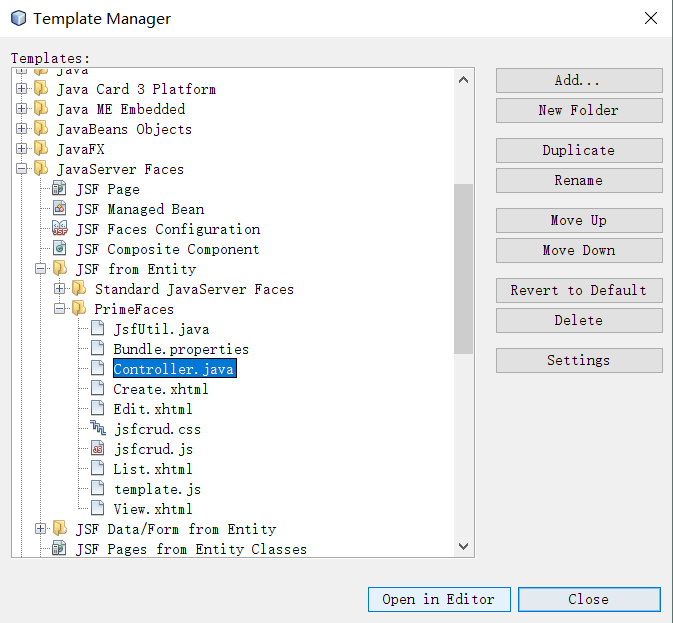 Template Manager
Templates:
Java
Java Card 3 Platform
Java ME Embedded
JavaBeans Objects
JavaFX
JavaServer Faces
JSF Page
JSF Managed Bean
JSF Faces Configuration
JSF Composite Component
JSF from Entity
Standard JavaServer Faces
PrimeFaces
JsfUtil.java
Bundle.properties
Controller.java
Create.xhtml
Edit.xhtml
jsfcrud.css
jsfcrud.js
List.xhtml
template.js
View.xhtml
JSF Data/Form from Entity
JSF Pages from Entity Classes
Add...
New Folder
Duplicate
Rename
Move Up
Move Down
Revert to Default
Delete
Settings
Open in Editor
Close